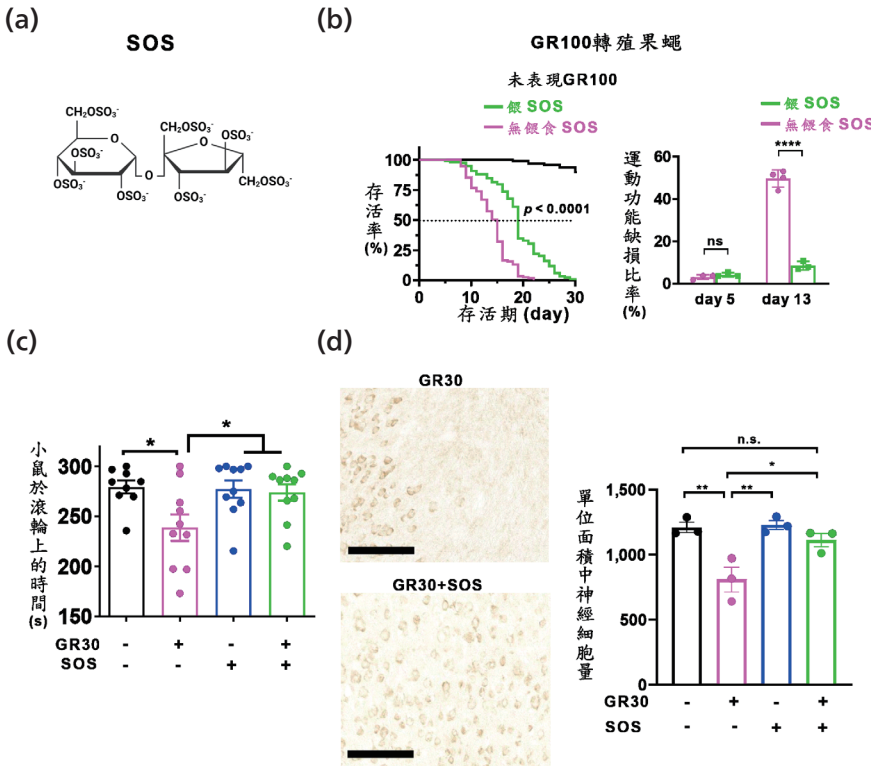 (a)
SOS
CH₂OSO₃⁻
OSO₃⁻
OSO₃⁻
OSO₃⁻
OSO₃⁻
CH₂OSO₃⁻
OSO₃⁻
OSO₃⁻
CH₂OSO₃⁻
(b)
GR100轉殖果蠅
未表現GR100
餵 SOS
無餵食 SOS
存活率
(%)
100
75
50
25
0
p < 0.0001
0 10 20 30
存活期 (day)
餵 SOS
無餵食 SOS
運動功能缺損比率
(%)
60
40
20
0
ns
****
day 5 day 13
(c)
小鼠於滾輪上的時間
(s)
300
250
200
150
*
*
GR30 - + - +
SOS - - + +
(d)
GR30
GR30+SOS
單位面積中神經細胞量
1,500
1,000
500
0
n.s.
*
**
**
GR30 - + - +
SOS - - + +